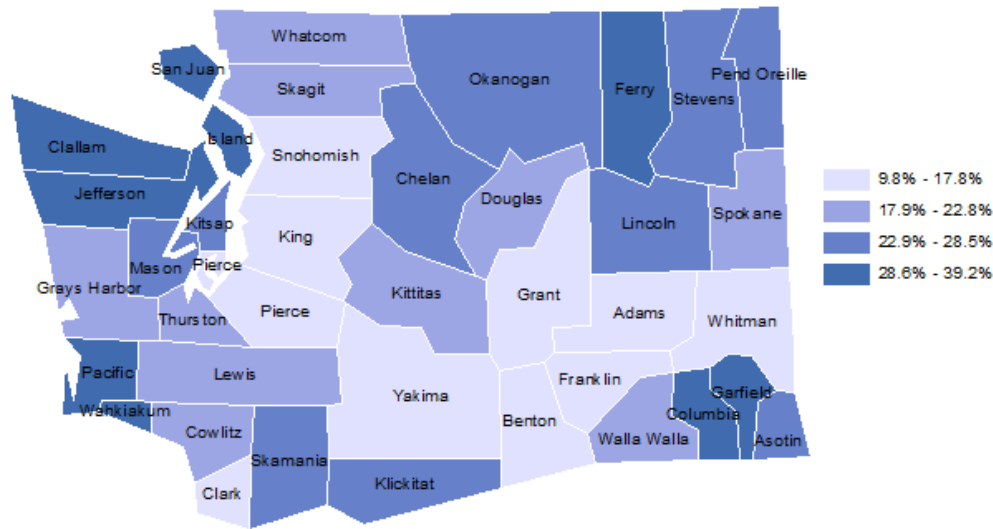 Whatcom
San Juan
Skagit
Okanogan
Ferry
Stevens
Pend Oreille
Island
Clallam
Snohomish
Jefferson
Chelan
Douglas
Kitsap
Lincoln
Spokane
King
Mason
Pierce
Grays Harbor
Kittitas
Grant
Thurston
Pierce
Adams
Whitman
Pacific
Lewis
Yakima
Franklin
Garfield
Wahkiakum
Columbia
Benton
Cowlitz
Walla Walla
Asotin
Skamania
Klickitat
Clark
9.8% - 17.8%
17.9% - 22.8%
22.9% - 28.5%
28.6% - 39.2%